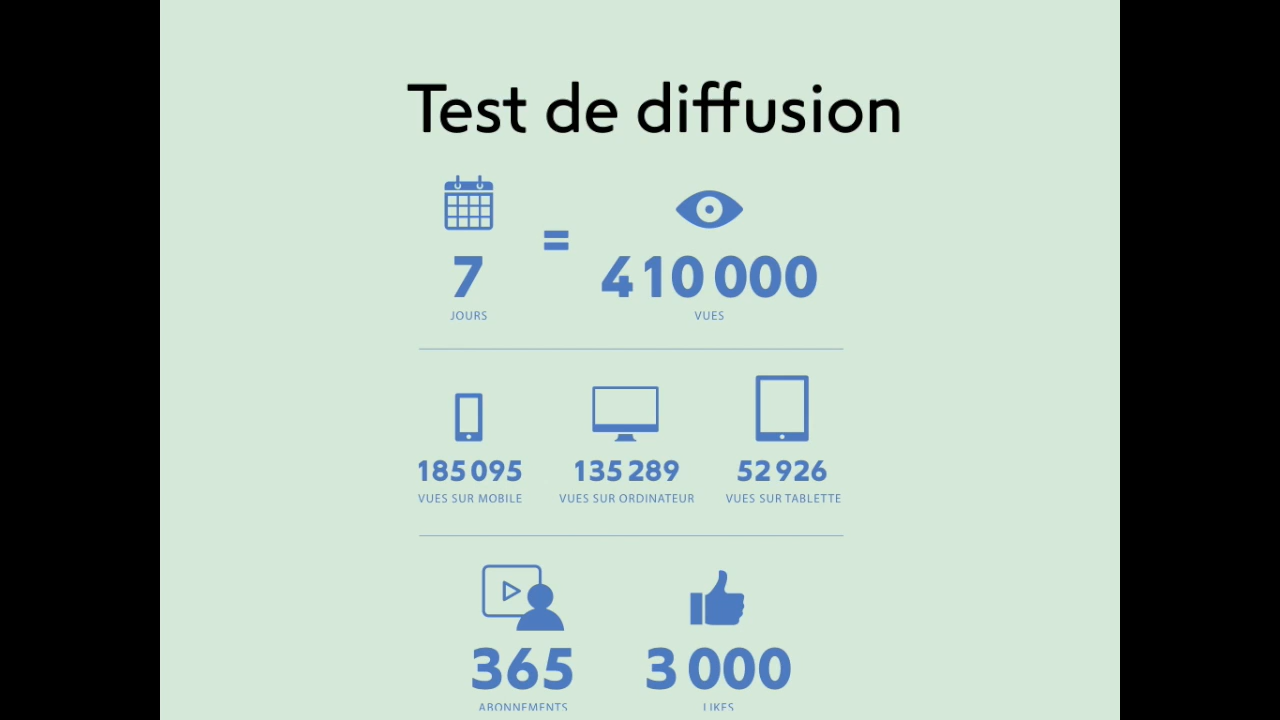 Test de diffusion
7 = 410 000
JOURS VUES
185 095 135 289 52 926
VUES SUR MOBILE VUES SUR ORDINATEUR VUES SUR TABLETTE
365 3 000
ABONNEMENTS LIKES